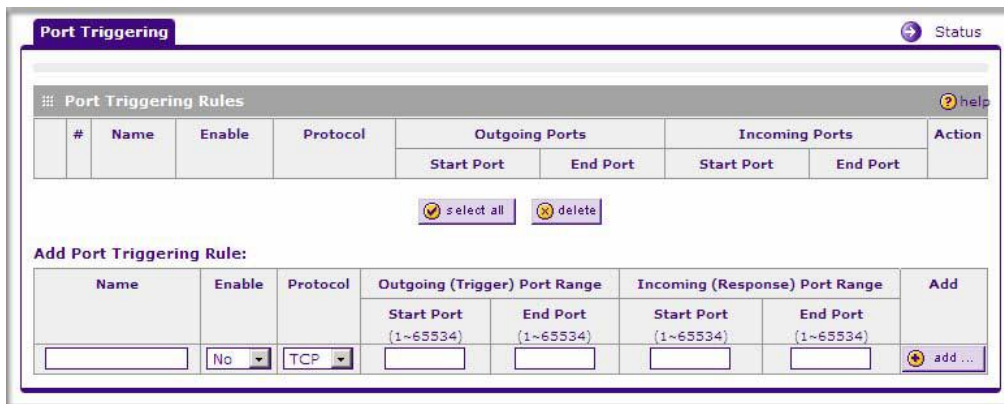 Port Triggering
Status
Port Triggering Rules
help
# Name Enable Protocol Outgoing Ports Incoming Ports Action
Start Port End Port Start Port End Port
select all delete
Add Port Triggering Rule:
Name Enable Protocol Outgoing (Trigger) Port Range Incoming (Response) Port Range Add
Start Port End Port Start Port End Port
(1~65534) (1~65534) (1~65534) (1~65534)
No TCP add ...